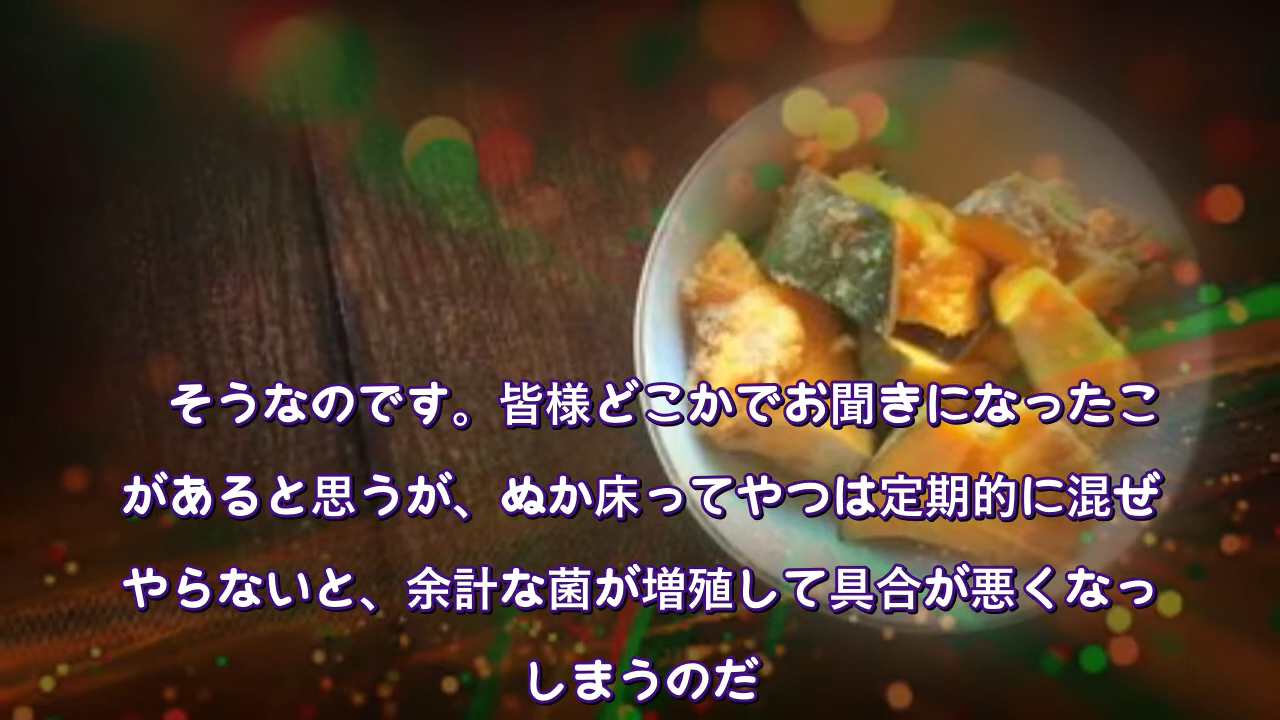 そうなのです。皆様どこかでお聞きになったこ
があると思うが、ぬか床ってやつは定期的に混ぜ
やらないと、余計な菌が増殖して具合が悪くなっ
しまうのだ